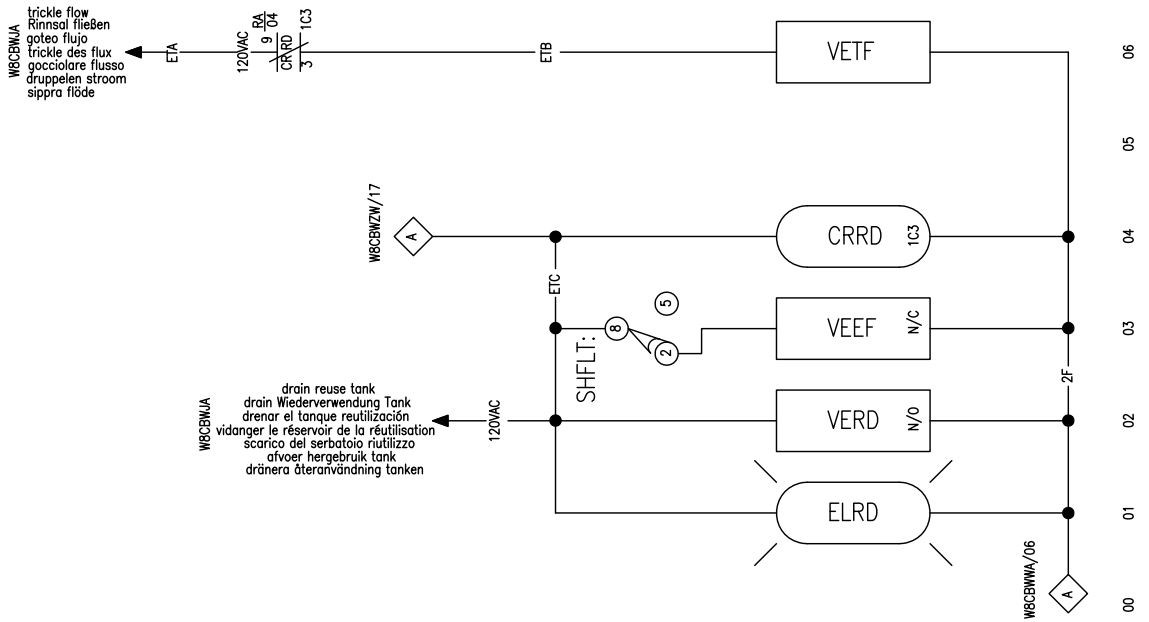 trickle flow
Rinnsal fließen
goteo flujo
trickle des flux
gocciolare flusso
druppelen stroom
sippra flöde
W8CBWJA
ETA
120VAC
RA
04
9
CRRD
3
1C3
ETB
VETF
06
05
W8CBWZW/17
A
CRRD
1C3
04
ETC
SHFLT:
8
5
2
VEEF
N/C
03
2F
drain reuse tank
drain Wiederverwendung Tank
drenar el tanque reutilización
vidanger le réservoir de la réutilisation
scarico del serbatoio riutilizzo
afvoer hergebruik tank
dränera återanvändning tanken
W8CBWJA
120VAC
VERD
N/O
02
ELRD
01
W8CBWWA/06
A
00